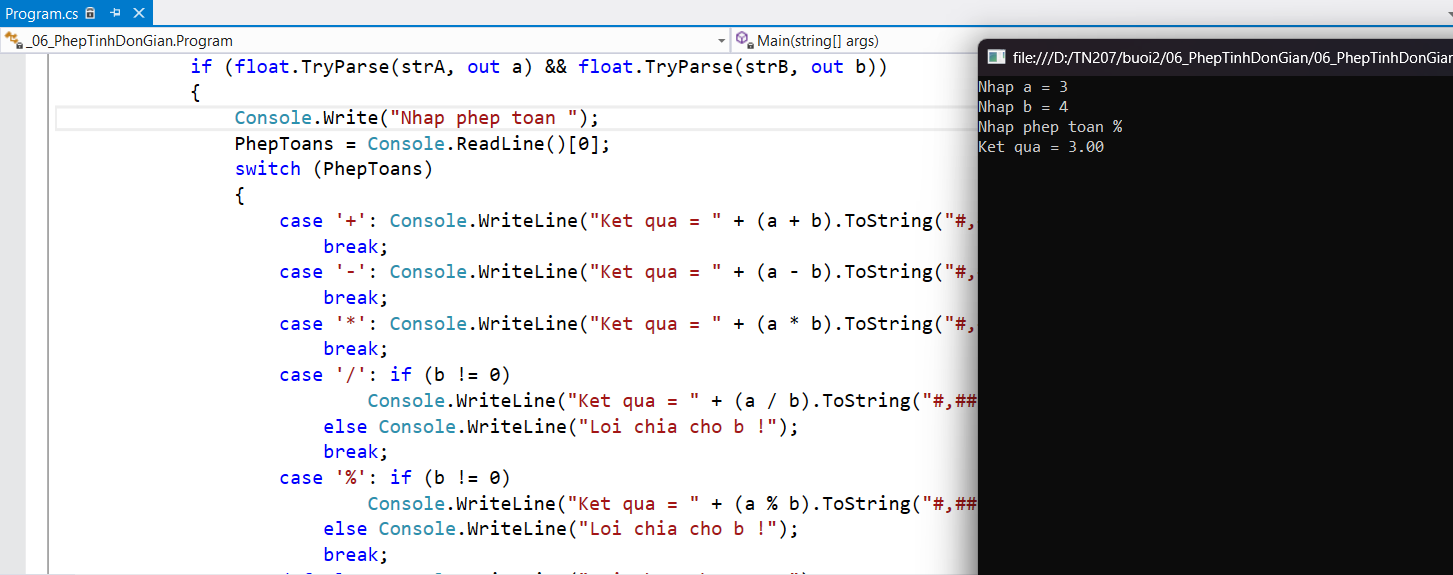 Program.cs
_06_PhepTinhDonGian.Program
Main(string[] args)
if (float.TryParse(strA, out a) && float.TryParse(strB, out b))
{
Console.Write("Nhap phep toan ");
PhepToans = Console.ReadLine()[0];
switch (PhepToans)
{
case '+': Console.WriteLine("Ket qua = " + (a + b).ToString("#,
break;
case '-': Console.WriteLine("Ket qua = " + (a - b).ToString("#,
break;
case '*': Console.WriteLine("Ket qua = " + (a * b).ToString("#,
break;
case '/': if (b != 0)
Console.WriteLine("Ket qua = " + (a / b).ToString("#,##
else Console.WriteLine("Loi chia cho b !");
break;
case '%': if (b != 0)
Console.WriteLine("Ket qua = " + (a % b).ToString("#,##
else Console.WriteLine("Loi chia cho b !");
break;
file:///D:/TN207/buoi2/06_PhepTinhDonGian/06_PhepTinhDonGian
Nhap a = 3
Nhap b = 4
Nhap phep toan %
Ket qua = 3.00